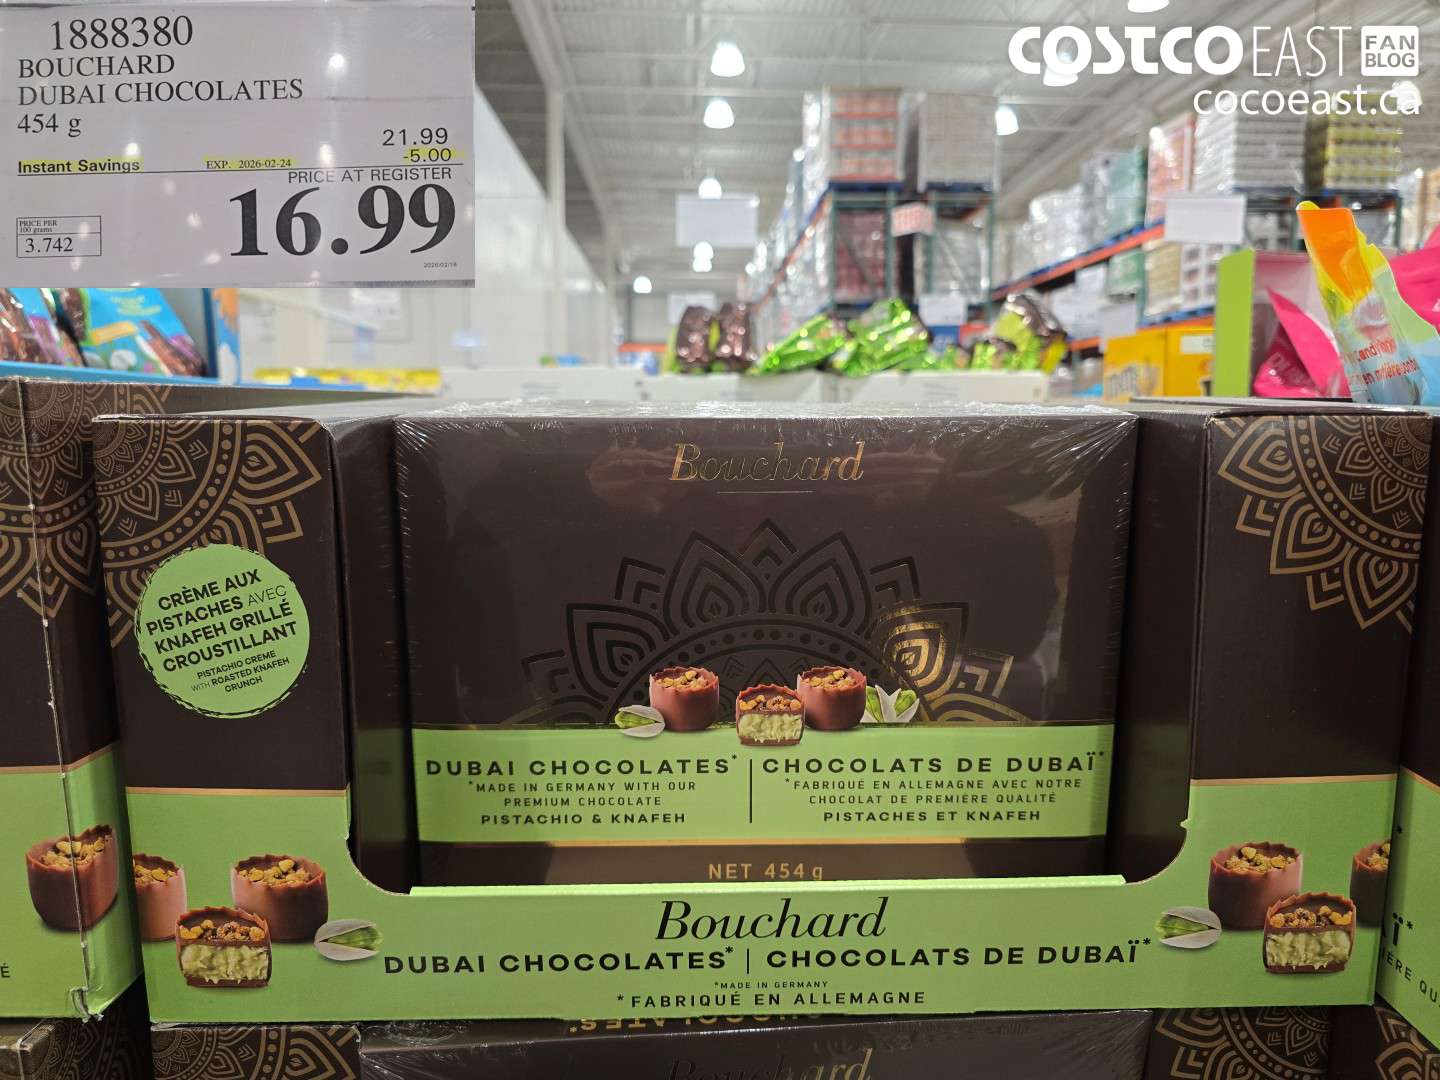 1888380
BOUCHARD
DUBAI CHOCOLATES
454 g
21.99
Instant Savings EXP. 2026-02-24 -5.00
PRICE AT REGISTER
16.99
PRICE PER
100 grams
3.742
2026/02/18
COSTCO EAST FAN BLOG
cocoeast.ca
Bouchard
CRÈME AUX
PISTACHES AVEC
KNAFEH GRILLÉ
CROUSTILLANT
PISTACHIO CREME
WITH ROASTED KNAFEH
CRUNCH
DUBAI CHOCOLATES*
*MADE IN GERMANY WITH OUR
PREMIUM CHOCOLATE
PISTACHIO & KNAFEH
CHOCOLATS DE DUBAÏ*
*FABRIQUÉ EN ALLEMAGNE AVEC NOTRE
CHOCOLAT DE PREMIÈRE QUALITÉ
PISTACHES ET KNAFEH
NET 454 g
Bouchard
DUBAI CHOCOLATES* | CHOCOLATS DE DUBAÏ*
*MADE IN GERMANY
*FABRIQUÉ EN ALLEMAGNE
Bouchard